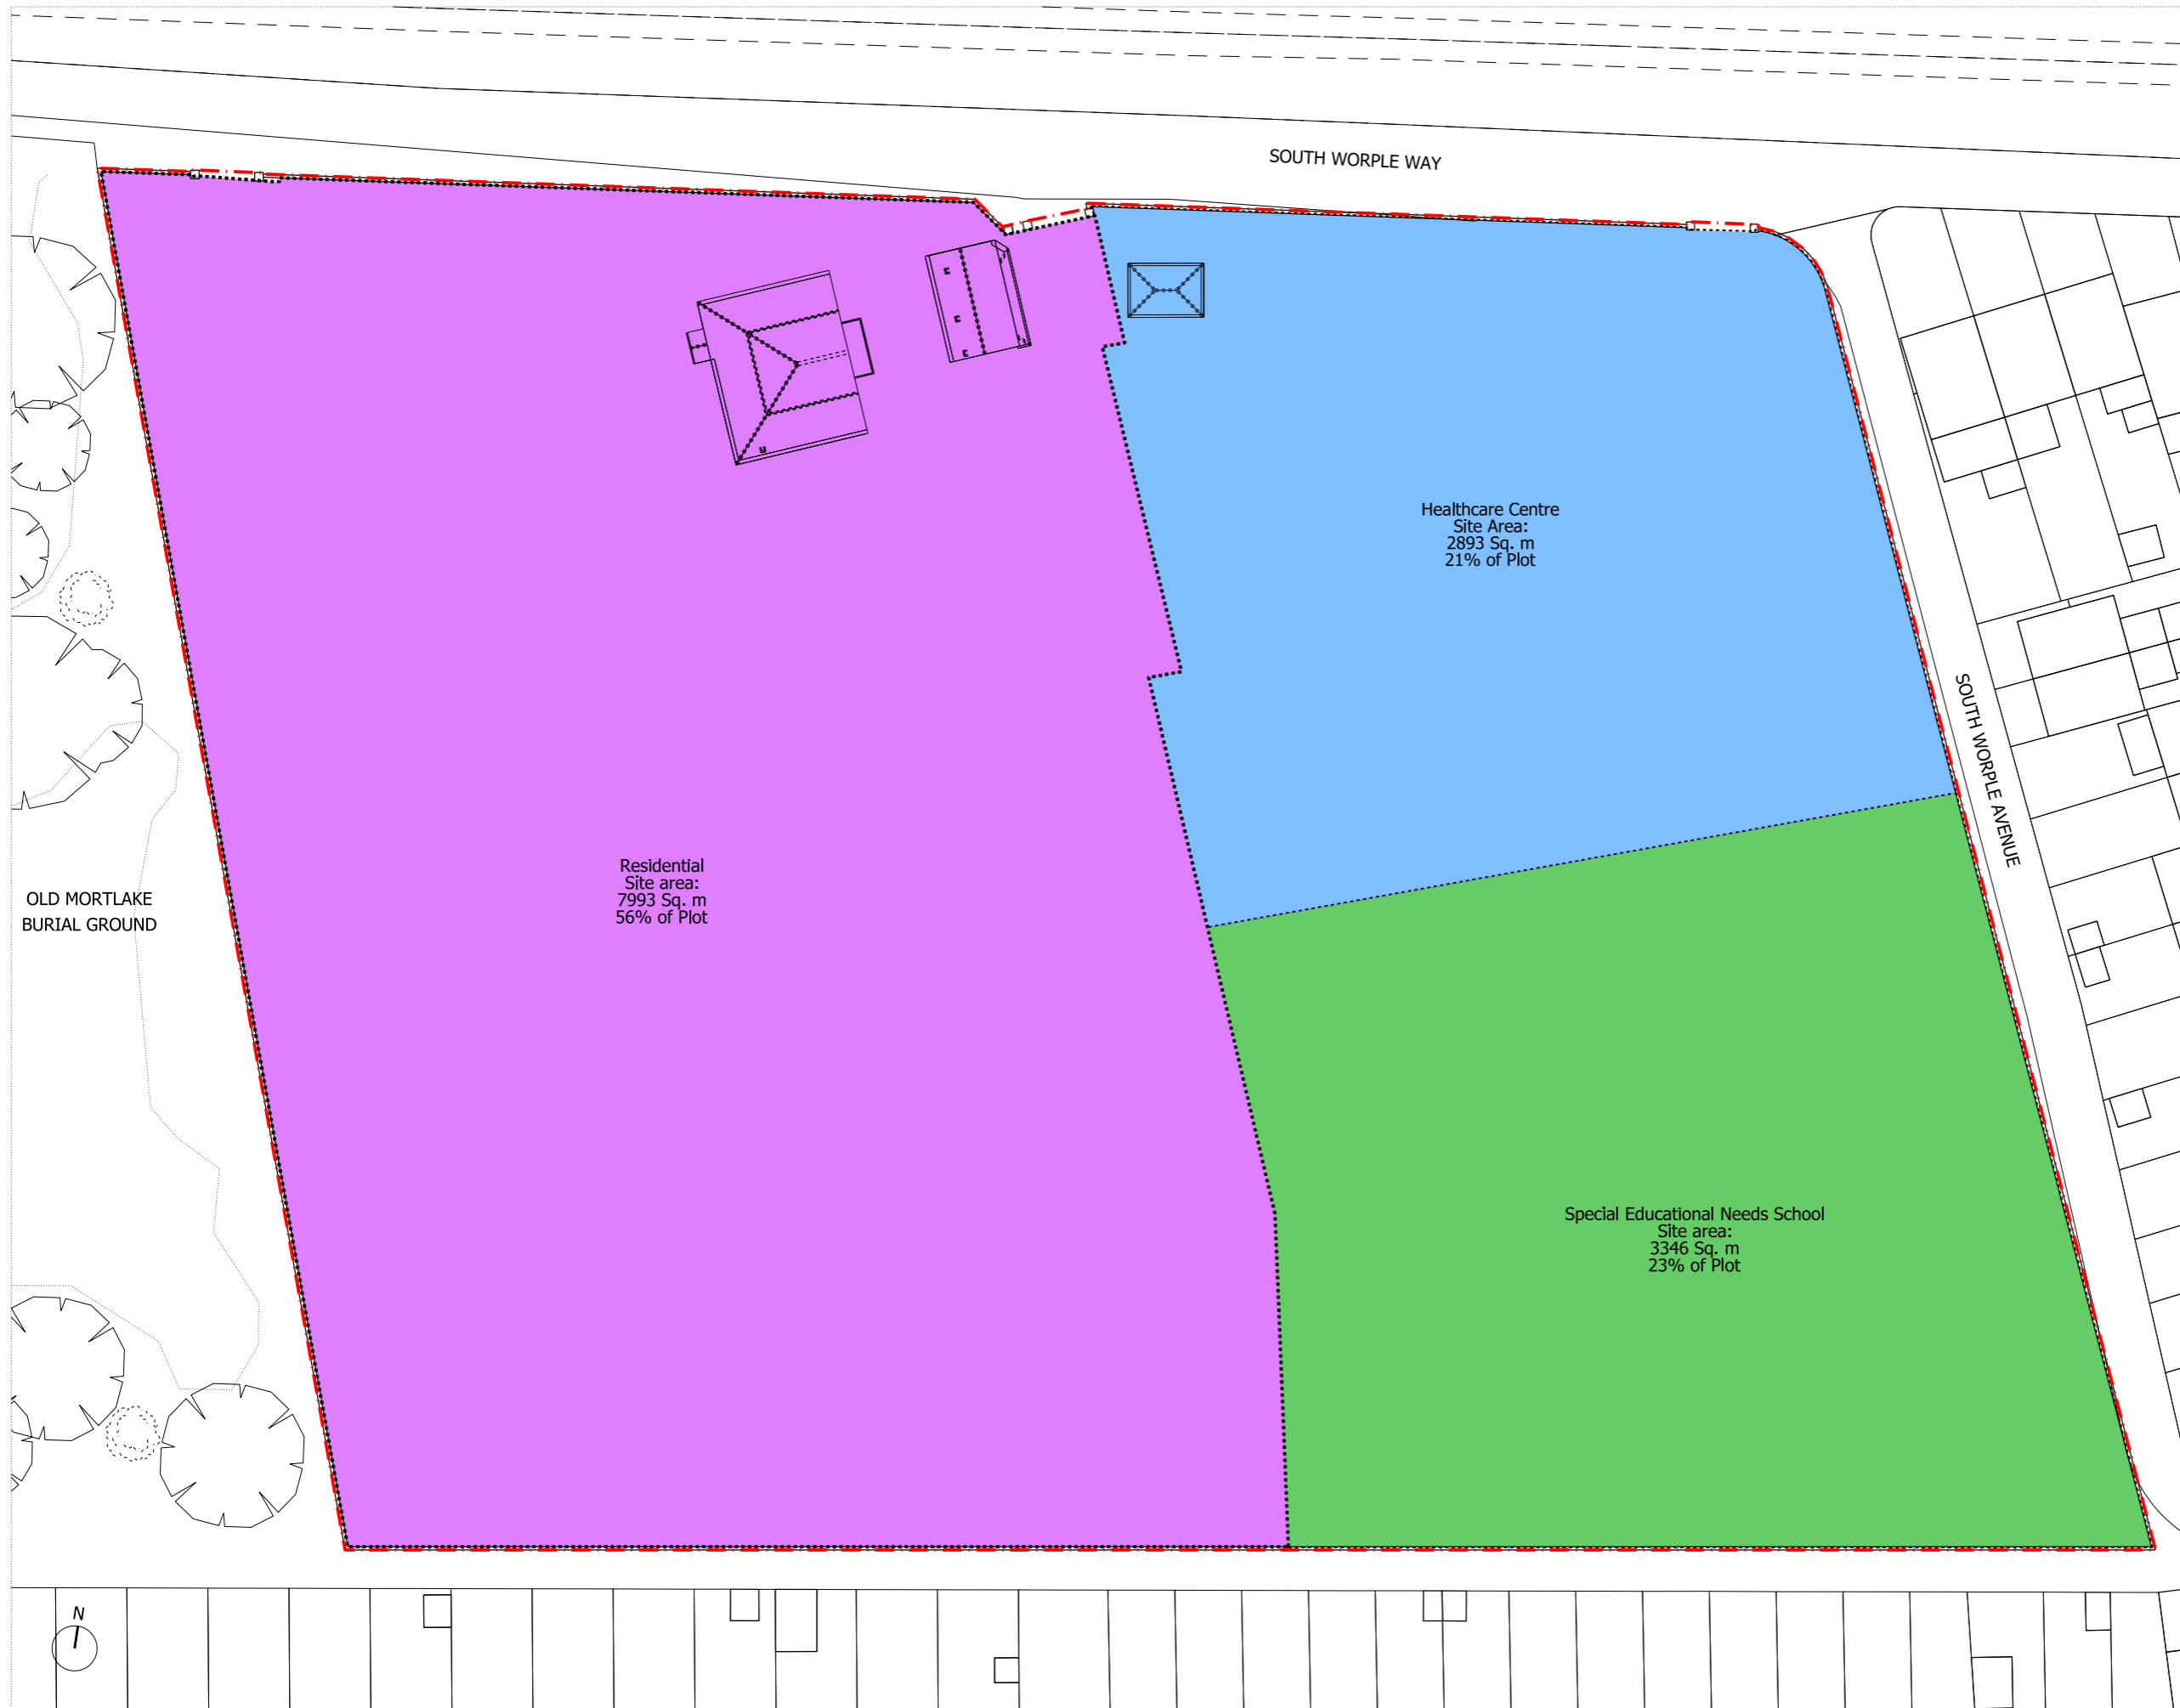 SOUTH WORPLE WAY
Healthcare Centre
Site Area:
2893 Sq. m
21% of Plot
SOUTH WORPLE AVENUE
Residential
Site area:
7993 Sq. m
56% of Plot
OLD MORTLAKE
BURIAL GROUND
Special Educational Needs School
Site area:
3346 Sq. m
23% of Plot
N